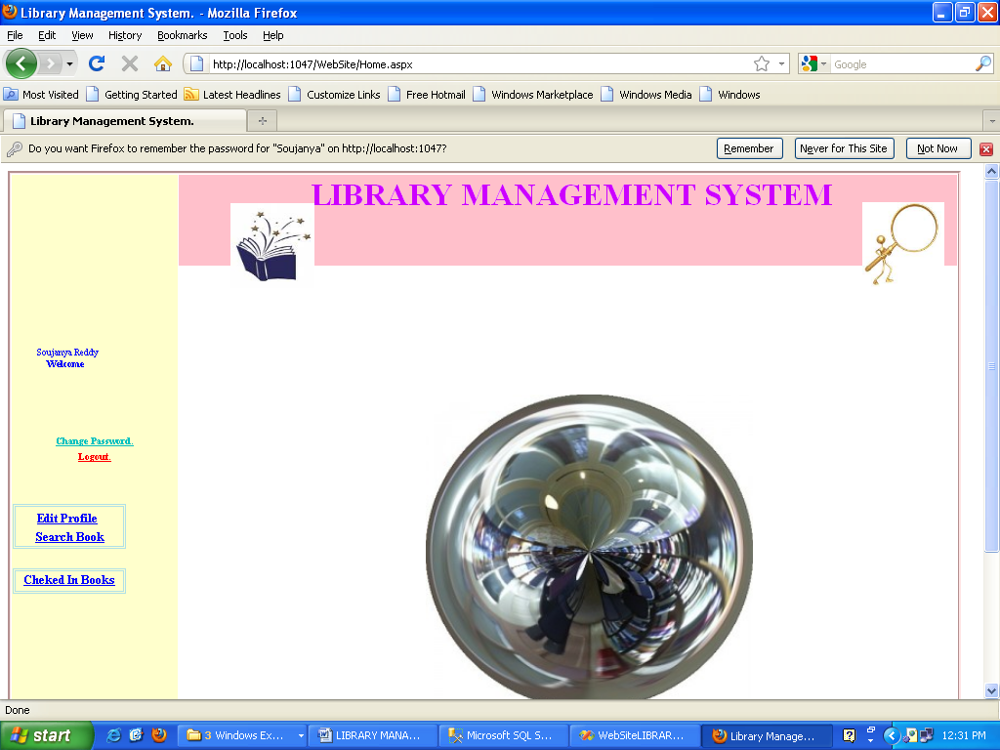 Library Management System. - Mozilla Firefox
File Edit View History Bookmarks Tools Help
http://localhost:1047/WebSite/Home.aspx
Google
Most Visited Getting Started Latest Headlines Customize Links Free Hotmail Windows Marketplace Windows Media Windows
Library Management System.
Do you want Firefox to remember the password for "Soujanya" on http://localhost:1047?
Remember Never for This Site Not Now
LIBRARY MANAGEMENT SYSTEM
Soujanya Reddy
Welcome
Change Password.
Logout.
Edit Profile
Search Book
Cheked In Books
Done
start 3 Windows Ex... LIBRARY MANA... Microsoft SQL S... WebSiteLIBRAR... Library Manage... 12:31 PM